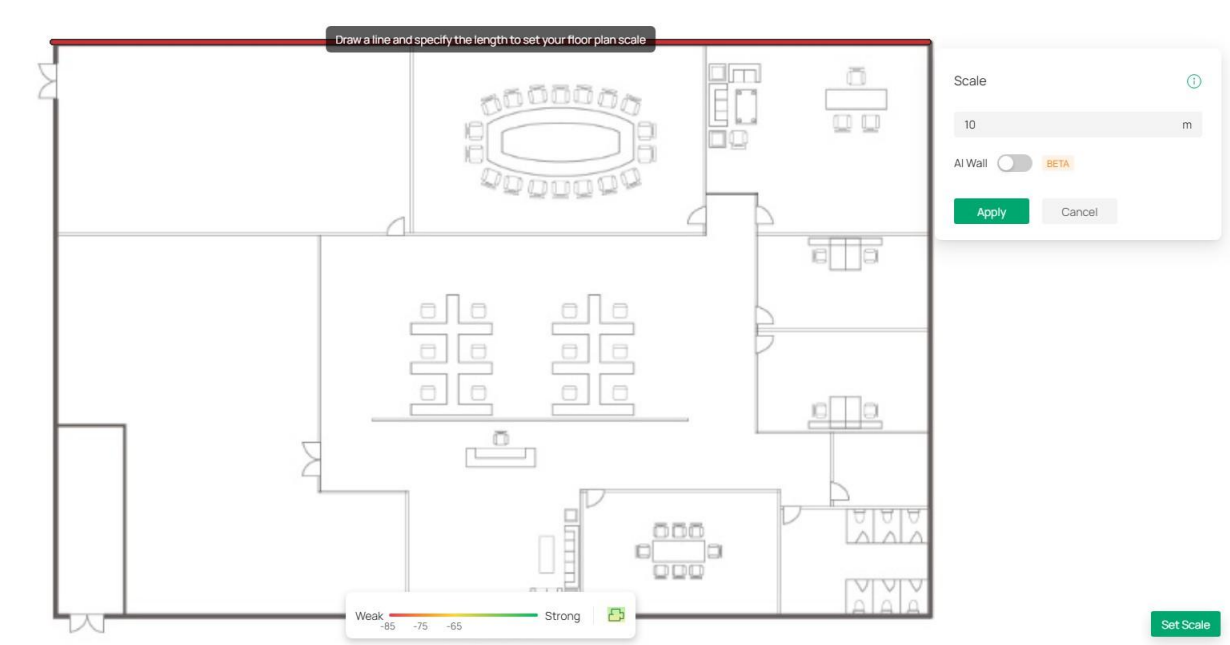 Draw a line and specify the length to set your floor plan scale
Scale
10 m
AI Wall BETA
Apply Cancel
Weak Strong
-85 -75 -65
Set Scale